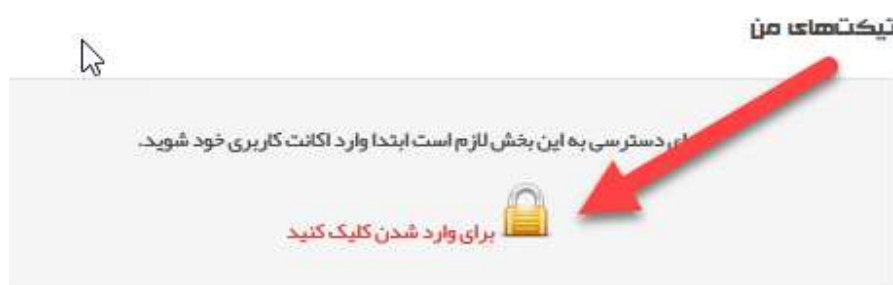 تیکت‌های من
دسترسی به این بخش لازم است ابتدا وارد اکانت کاربری خود شوید.
برای وارد شدن کلیک کنید